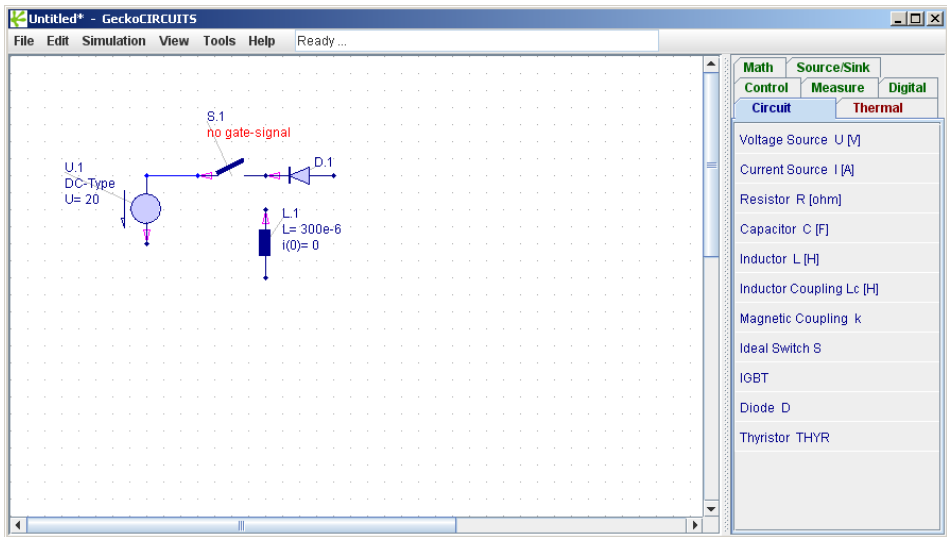 Untitled* - GeckoCIRCUITS
File Edit Simulation View Tools Help Ready ...
Math Source/Sink
Control Measure Digital
Circuit Thermal
S.1
no gate-signal
D.1
U.1
DC-Type
U= 20
L.1
L= 300e-6
i(0)= 0
Voltage Source U [V]
Current Source I [A]
Resistor R [ohm]
Capacitor C [F]
Inductor L [H]
Inductor Coupling Lc [H]
Magnetic Coupling k
Ideal Switch S
IGBT
Diode D
Thyristor THYR